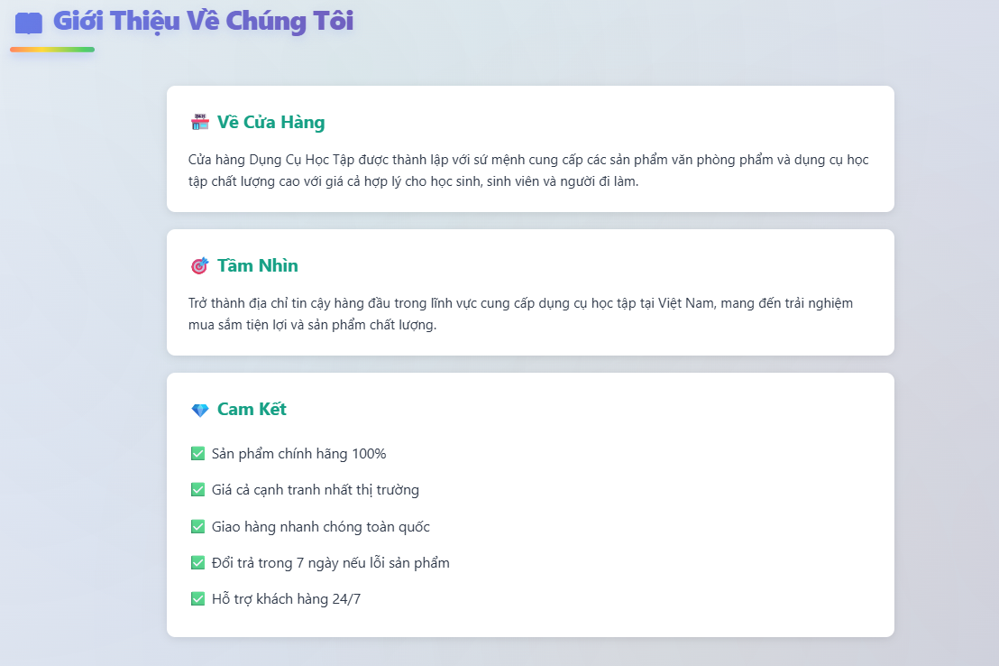 Giới Thiệu Về Chúng Tôi
Về Cửa Hàng
Cửa hàng Dụng Cụ Học Tập được thành lập với sứ mệnh cung cấp các sản phẩm văn phòng phẩm và dụng cụ học
tập chất lượng cao với giá cả hợp lý cho học sinh, sinh viên và người đi làm.
Tầm Nhìn
Trở thành địa chỉ tin cậy hàng đầu trong lĩnh vực cung cấp dụng cụ học tập tại Việt Nam, mang đến trải nghiệm
mua sắm tiện lợi và sản phẩm chất lượng.
Cam Kết
Sản phẩm chính hãng 100%
Giá cả cạnh tranh nhất thị trường
Giao hàng nhanh chóng toàn quốc
Đổi trả trong 7 ngày nếu lỗi sản phẩm
Hỗ trợ khách hàng 24/7